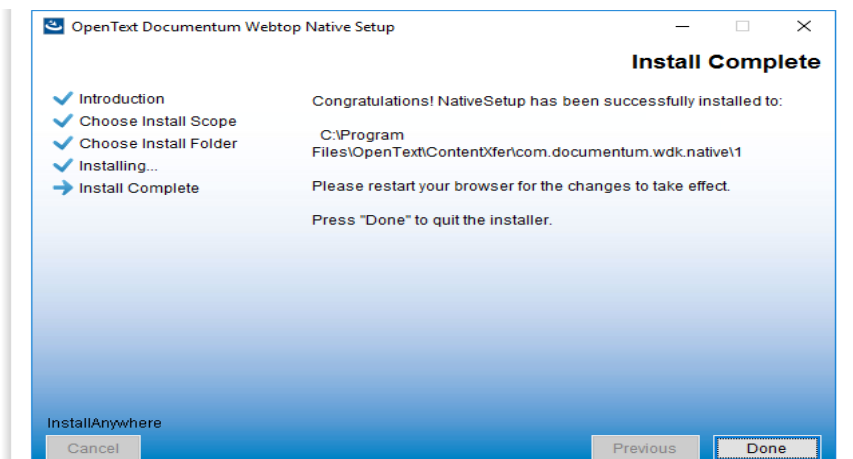 OpenText Documentum Webtop Native Setup
Install Complete
Introduction
Choose Install Scope
Choose Install Folder
Installing...
Install Complete
Congratulations! NativeSetup has been successfully installed to:
C:\Program
Files\OpenText\ContentXfer\com.documentum.wdk.native\1
Please restart your browser for the changes to take effect.
Press "Done" to quit the installer.
InstallAnywhere
Cancel
Previous
Done